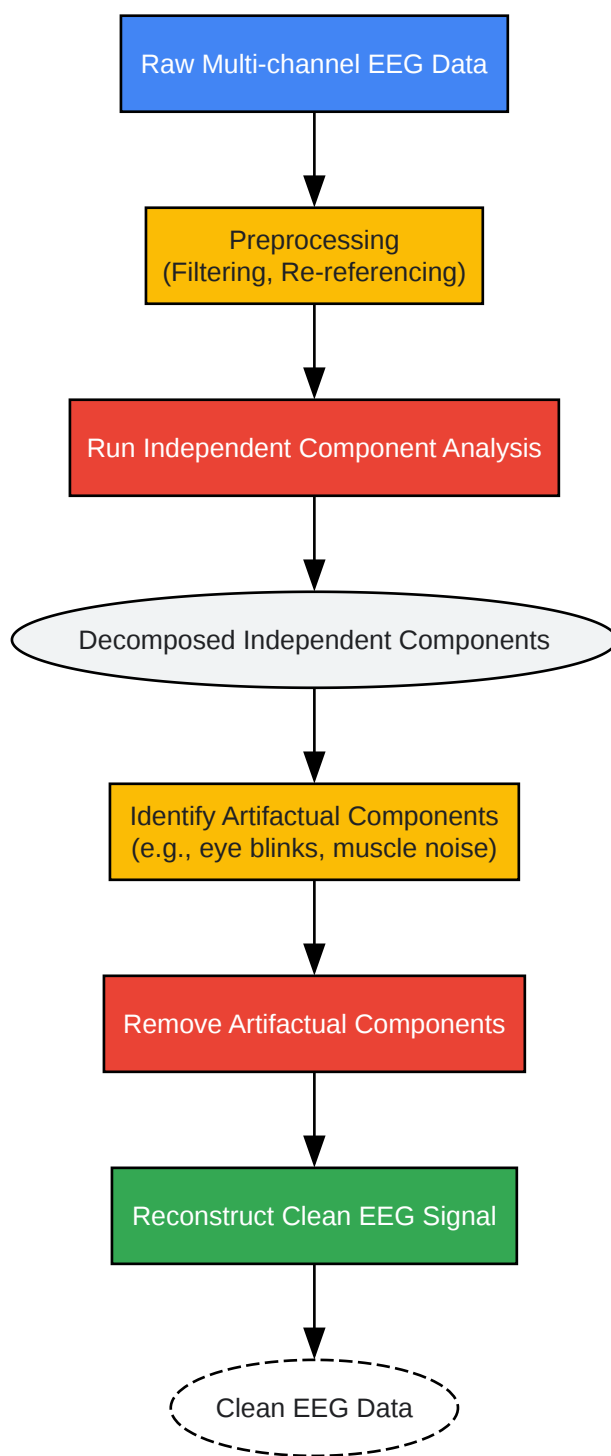 Raw Multi-channel EEG Data
Preprocessing
(Filtering, Re-referencing)
Run Independent Component Analysis
Decomposed Independent Components
Identify Artifactual Components
(e.g., eye blinks, muscle noise)
Remove Artifactual Components
Reconstruct Clean EEG Signal
Clean EEG Data